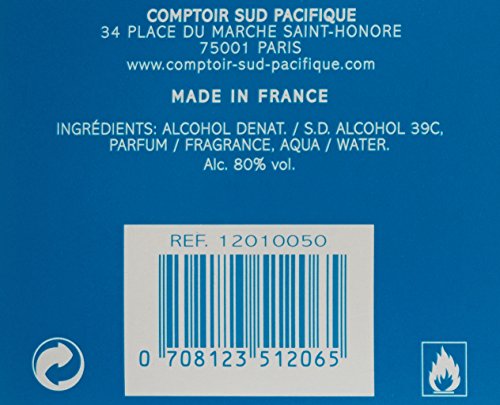 COMPTOIR SUD PACIFIQUE
34 PLACE DU MARCHE SAINT-HONORE
75001 PARIS
www.comptoir-sud-pacifique.com
MADE IN FRANCE
INGRÉDIENTS: ALCOHOL DENAT. / S.D. ALCOHOL 39C,
PARFUM / FRAGRANCE, AQUA / WATER.
Alc. 80% vol.
REF. 12010050
0 708123 512065